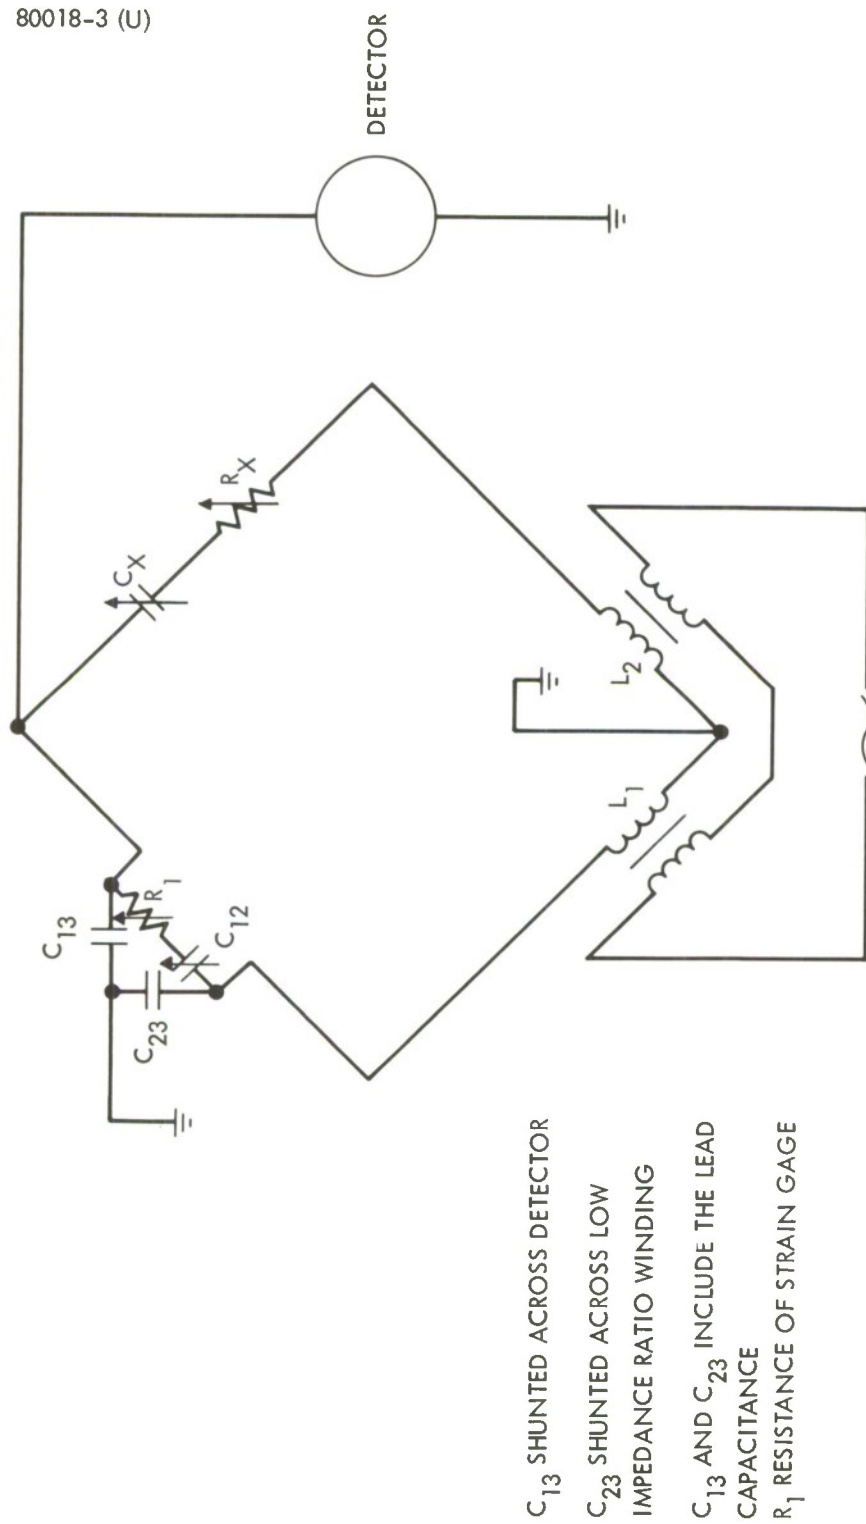 80018-3 (U)
DETECTOR
C13
R1
C12
C23
CX
RX
L1
L2
C13 SHUNTED ACROSS DETECTOR
C23 SHUNTED ACROSS LOW
IMPEDANCE RATIO WINDING
C13 AND C23 INCLUDE THE LEAD
CAPACITANCE
R1 RESISTANCE OF STRAIN GAGE